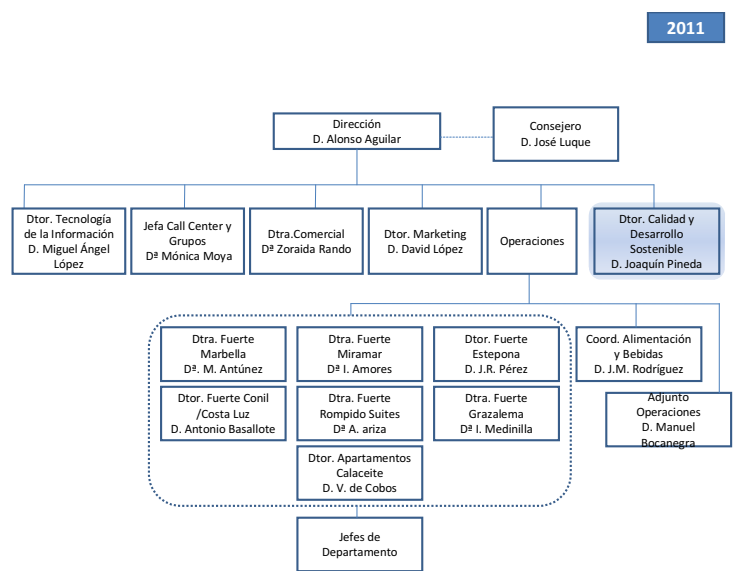 2011
Dirección
D. Alonso Aguilar
Consejero
D. José Luque
Dtor. Tecnología
de la Información
D. Miguel Ángel
López
Jefa Call Center y
Grupos
Dª Mónica Moya
Dtra.Comercial
Dª Zoraida Rando
Dtor. Marketing
D. David López
Operaciones
Dtor. Calidad y
Desarrollo
Sostenible
D. Joaquín Pineda
Dtra. Fuerte
Marbella
Dª. M. Antúnez
Dtra. Fuerte
Miramar
Dª I. Amores
Dtor. Fuerte
Estepona
D. J.R. Pérez
Coord. Alimentación
y Bebidas
D. J.M. Rodríguez
Dtor. Fuerte Conil
/Costa Luz
D. Antonio Basallote
Dtra. Fuerte
Rompido Suites
Dª A. ariza
Dtra. Fuerte
Grazalema
Dª I. Medinilla
Adjunto
Operaciones
D. Manuel
Bocanegra
Dtor. Apartamentos
Calaceite
D. V. de Cobos
Jefes de
Departamento